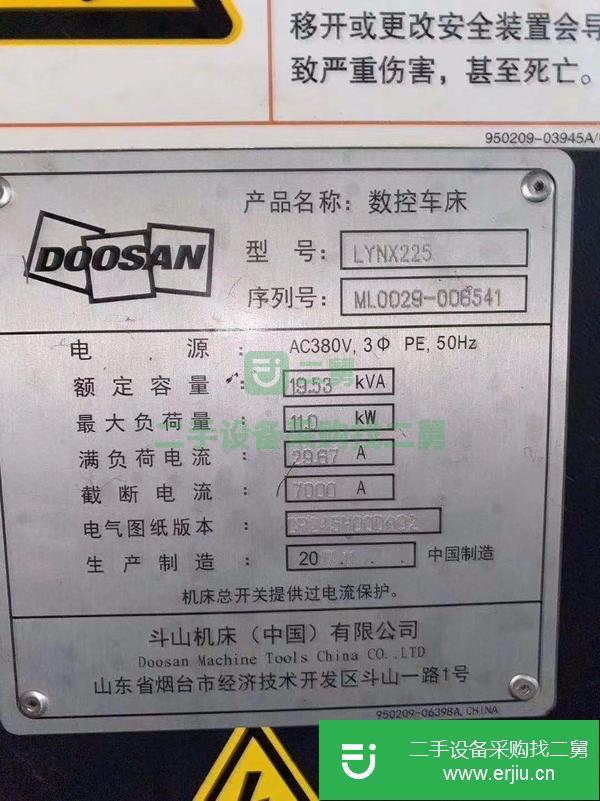 移开或更改安全装置会导
致严重伤害，甚至死亡。
950209-03945A/
DOOSAN
产品名称：数控车床
型号：LYNX225
序列号：ML0029-006541
电源：AC380V, 3Φ PE, 50Hz
额定容量：19.53 kVA
最大负荷量：11.0 kW
满负荷电流：29.67 A
截断电流：7000 A
电气图纸版本：
生产制造：20 中国制造
机床总开关提供过电流保护。
斗山机床（中国）有限公司
Doosan Machine Tools China CO.,LTD
山东省烟台市经济技术开发区斗山一路1号
950209-06398A, CHINA
二舅
二手设备采购找二舅
二手设备采购找二舅
www.erjiu.cn